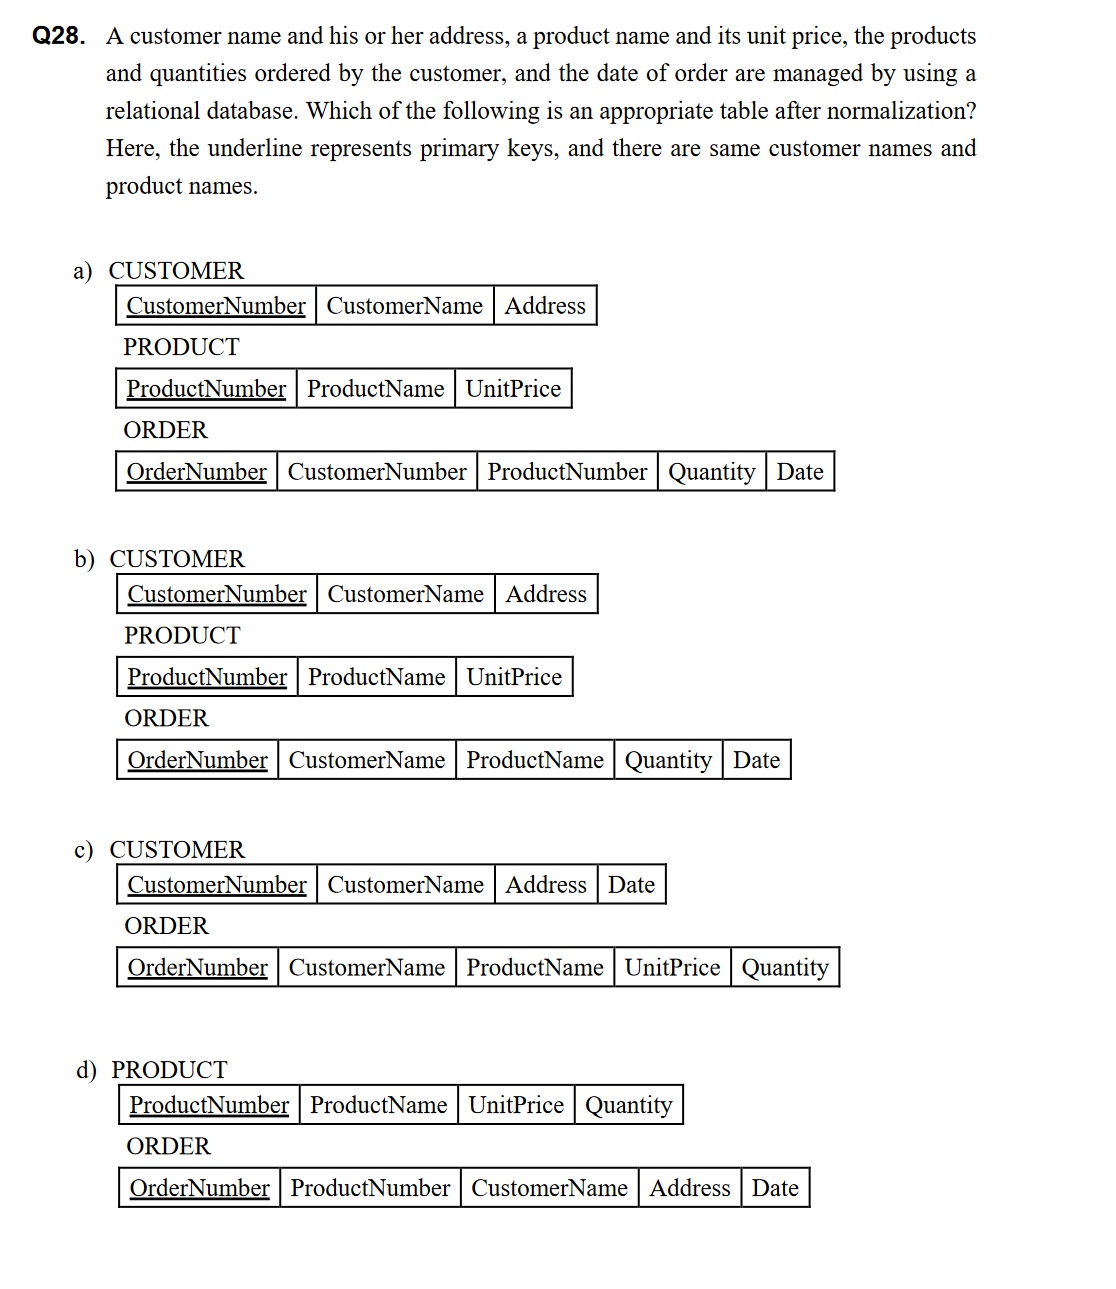 Q28. A customer name and his or her address, a product name and its unit price, the products
and quantities ordered by the customer, and the date of order are managed by using a
relational database. Which of the following is an appropriate table after normalization?
Here, the underline represents primary keys, and there are same customer names and
product names.
a) CUSTOMER
CustomerNumber CustomerName Address
PRODUCT
ProductNumber ProductName UnitPrice
ORDER
OrderNumber CustomerNumber ProductNumber Quantity Date
b) CUSTOMER
CustomerNumber CustomerName Address
PRODUCT
ProductNumber ProductName UnitPrice
ORDER
OrderNumber CustomerName ProductName Quantity Date
c) CUSTOMER
CustomerNumber CustomerName Address Date
ORDER
OrderNumber CustomerName ProductName UnitPrice Quantity
d) PRODUCT
ProductNumber ProductName UnitPrice Quantity
ORDER
OrderNumber ProductNumber CustomerName Address Date